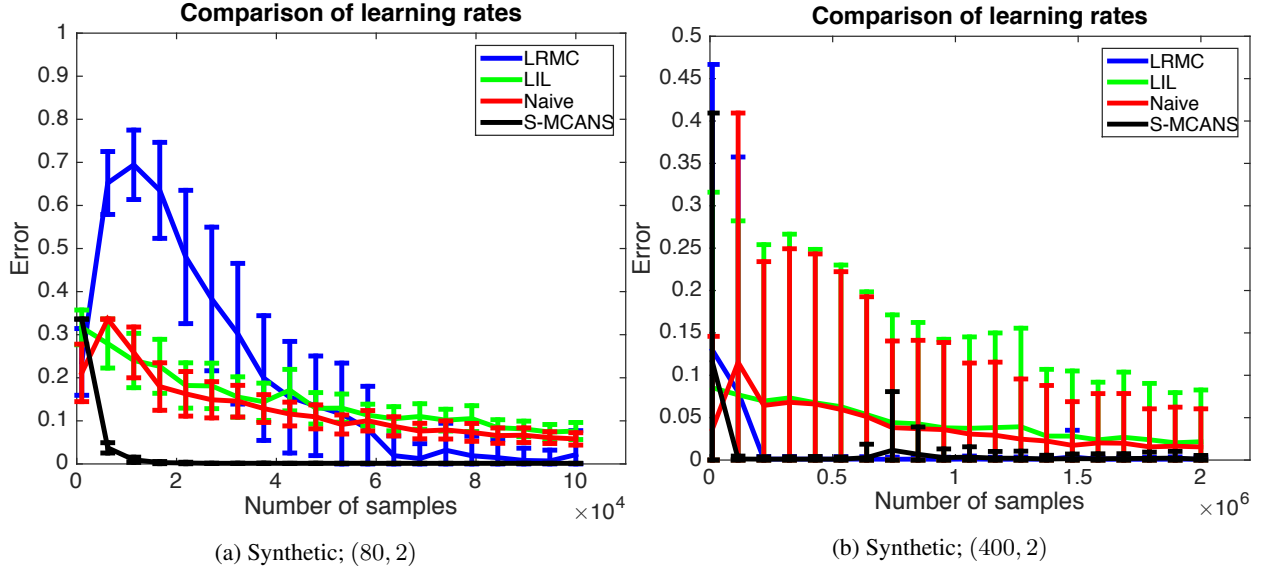 Comparison of learning rates
1
0.9
0.8
0.7
0.6
0.5
0.4
0.3
0.2
0.1
0
Error
LRMC
LIL
Naive
S-MCANS
0 2 4 6 8 10
Number of samples
×10^4
(a) Synthetic; (80, 2)
Comparison of learning rates
0.5
0.45
0.4
0.35
0.3
0.25
0.2
0.15
0.1
0.05
0
Error
LRMC
LIL
Naive
S-MCANS
0 0.5 1 1.5 2
Number of samples
×10^6
(b) Synthetic; (400, 2)